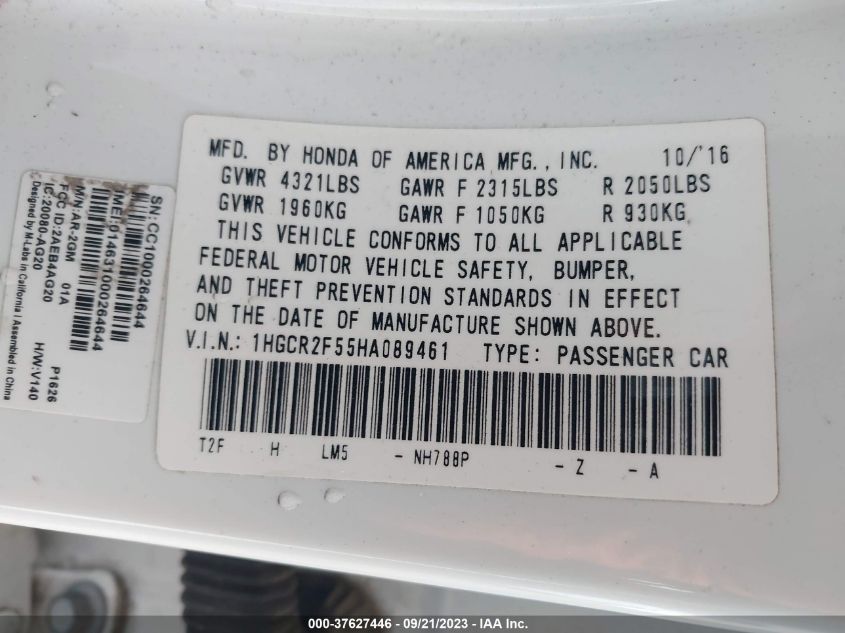 MFD. BY HONDA OF AMERICA MFG., INC. 10/'16
GVWR 4321LBS GAWR F 2315LBS R 2050LBS
GVWR 1960KG GAWR F 1050KG R 930KG
THIS VEHICLE CONFORMS TO ALL APPLICABLE
FEDERAL MOTOR VEHICLE SAFETY, BUMPER,
AND THEFT PREVENTION STANDARDS IN EFFECT
ON THE DATE OF MANUFACTURE SHOWN ABOVE.
V.I.N.: 1HGCR2F55HA089461 TYPE: PASSENGER CAR
T2F H LM5 - NH788P - Z - A
SN:CC1000264644
IMEI:014631000264644
M/N:AR-2GM 01A P1626
FCC ID:2AEB4AG20
IC:20080-AG20 H/W:V140
Designed by M-Labs in California | Assembled in China
000-37627446 - 09/21/2023 - IAA Inc.